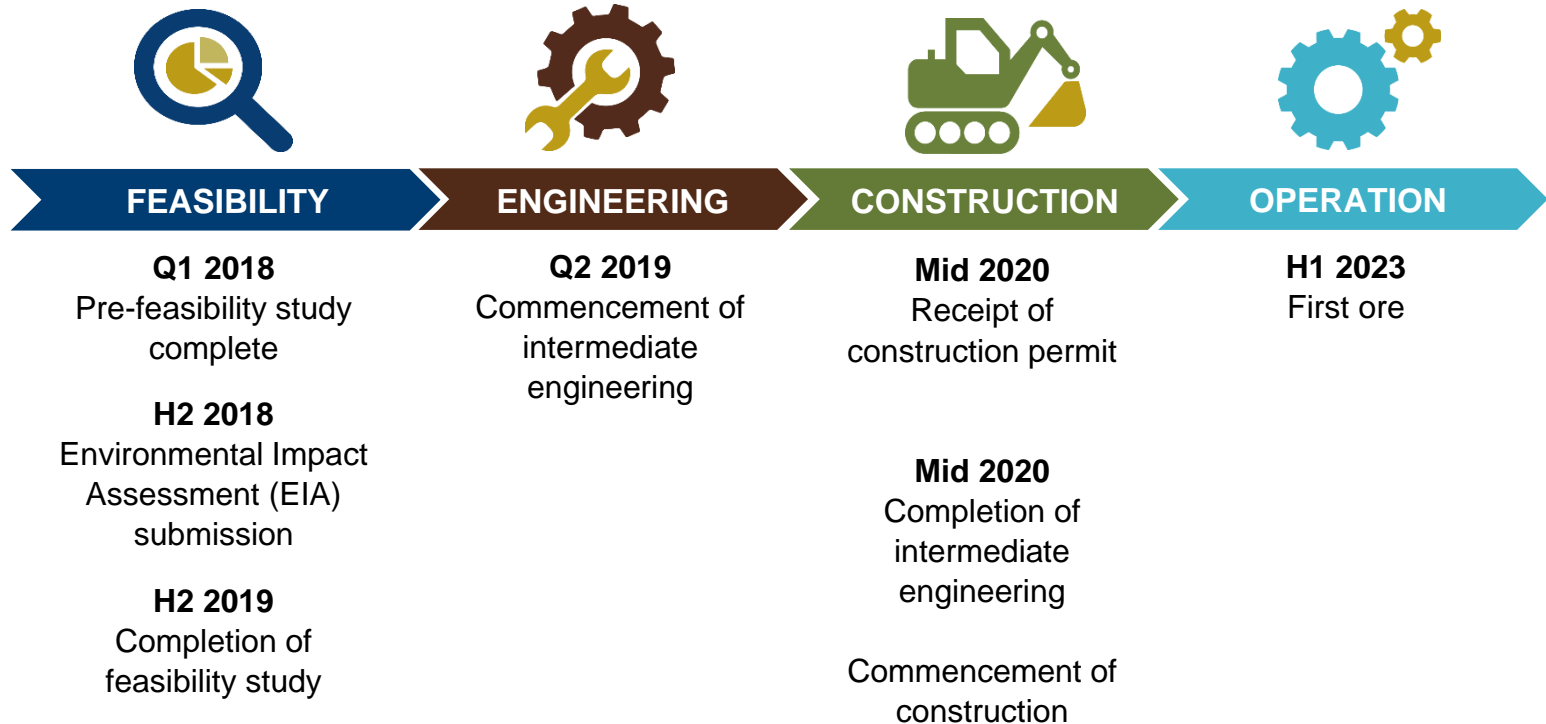 FEASIBILITY
ENGINEERING
CONSTRUCTION
OPERATION
Q1 2018
Pre-feasibility study
complete
H2 2018
Environmental Impact
Assessment (EIA)
submission
H2 2019
Completion of
feasibility study
Q2 2019
Commencement of
intermediate
engineering
Mid 2020
Receipt of
construction permit
Mid 2020
Completion of
intermediate
engineering
Commencement of
construction
H1 2023
First ore